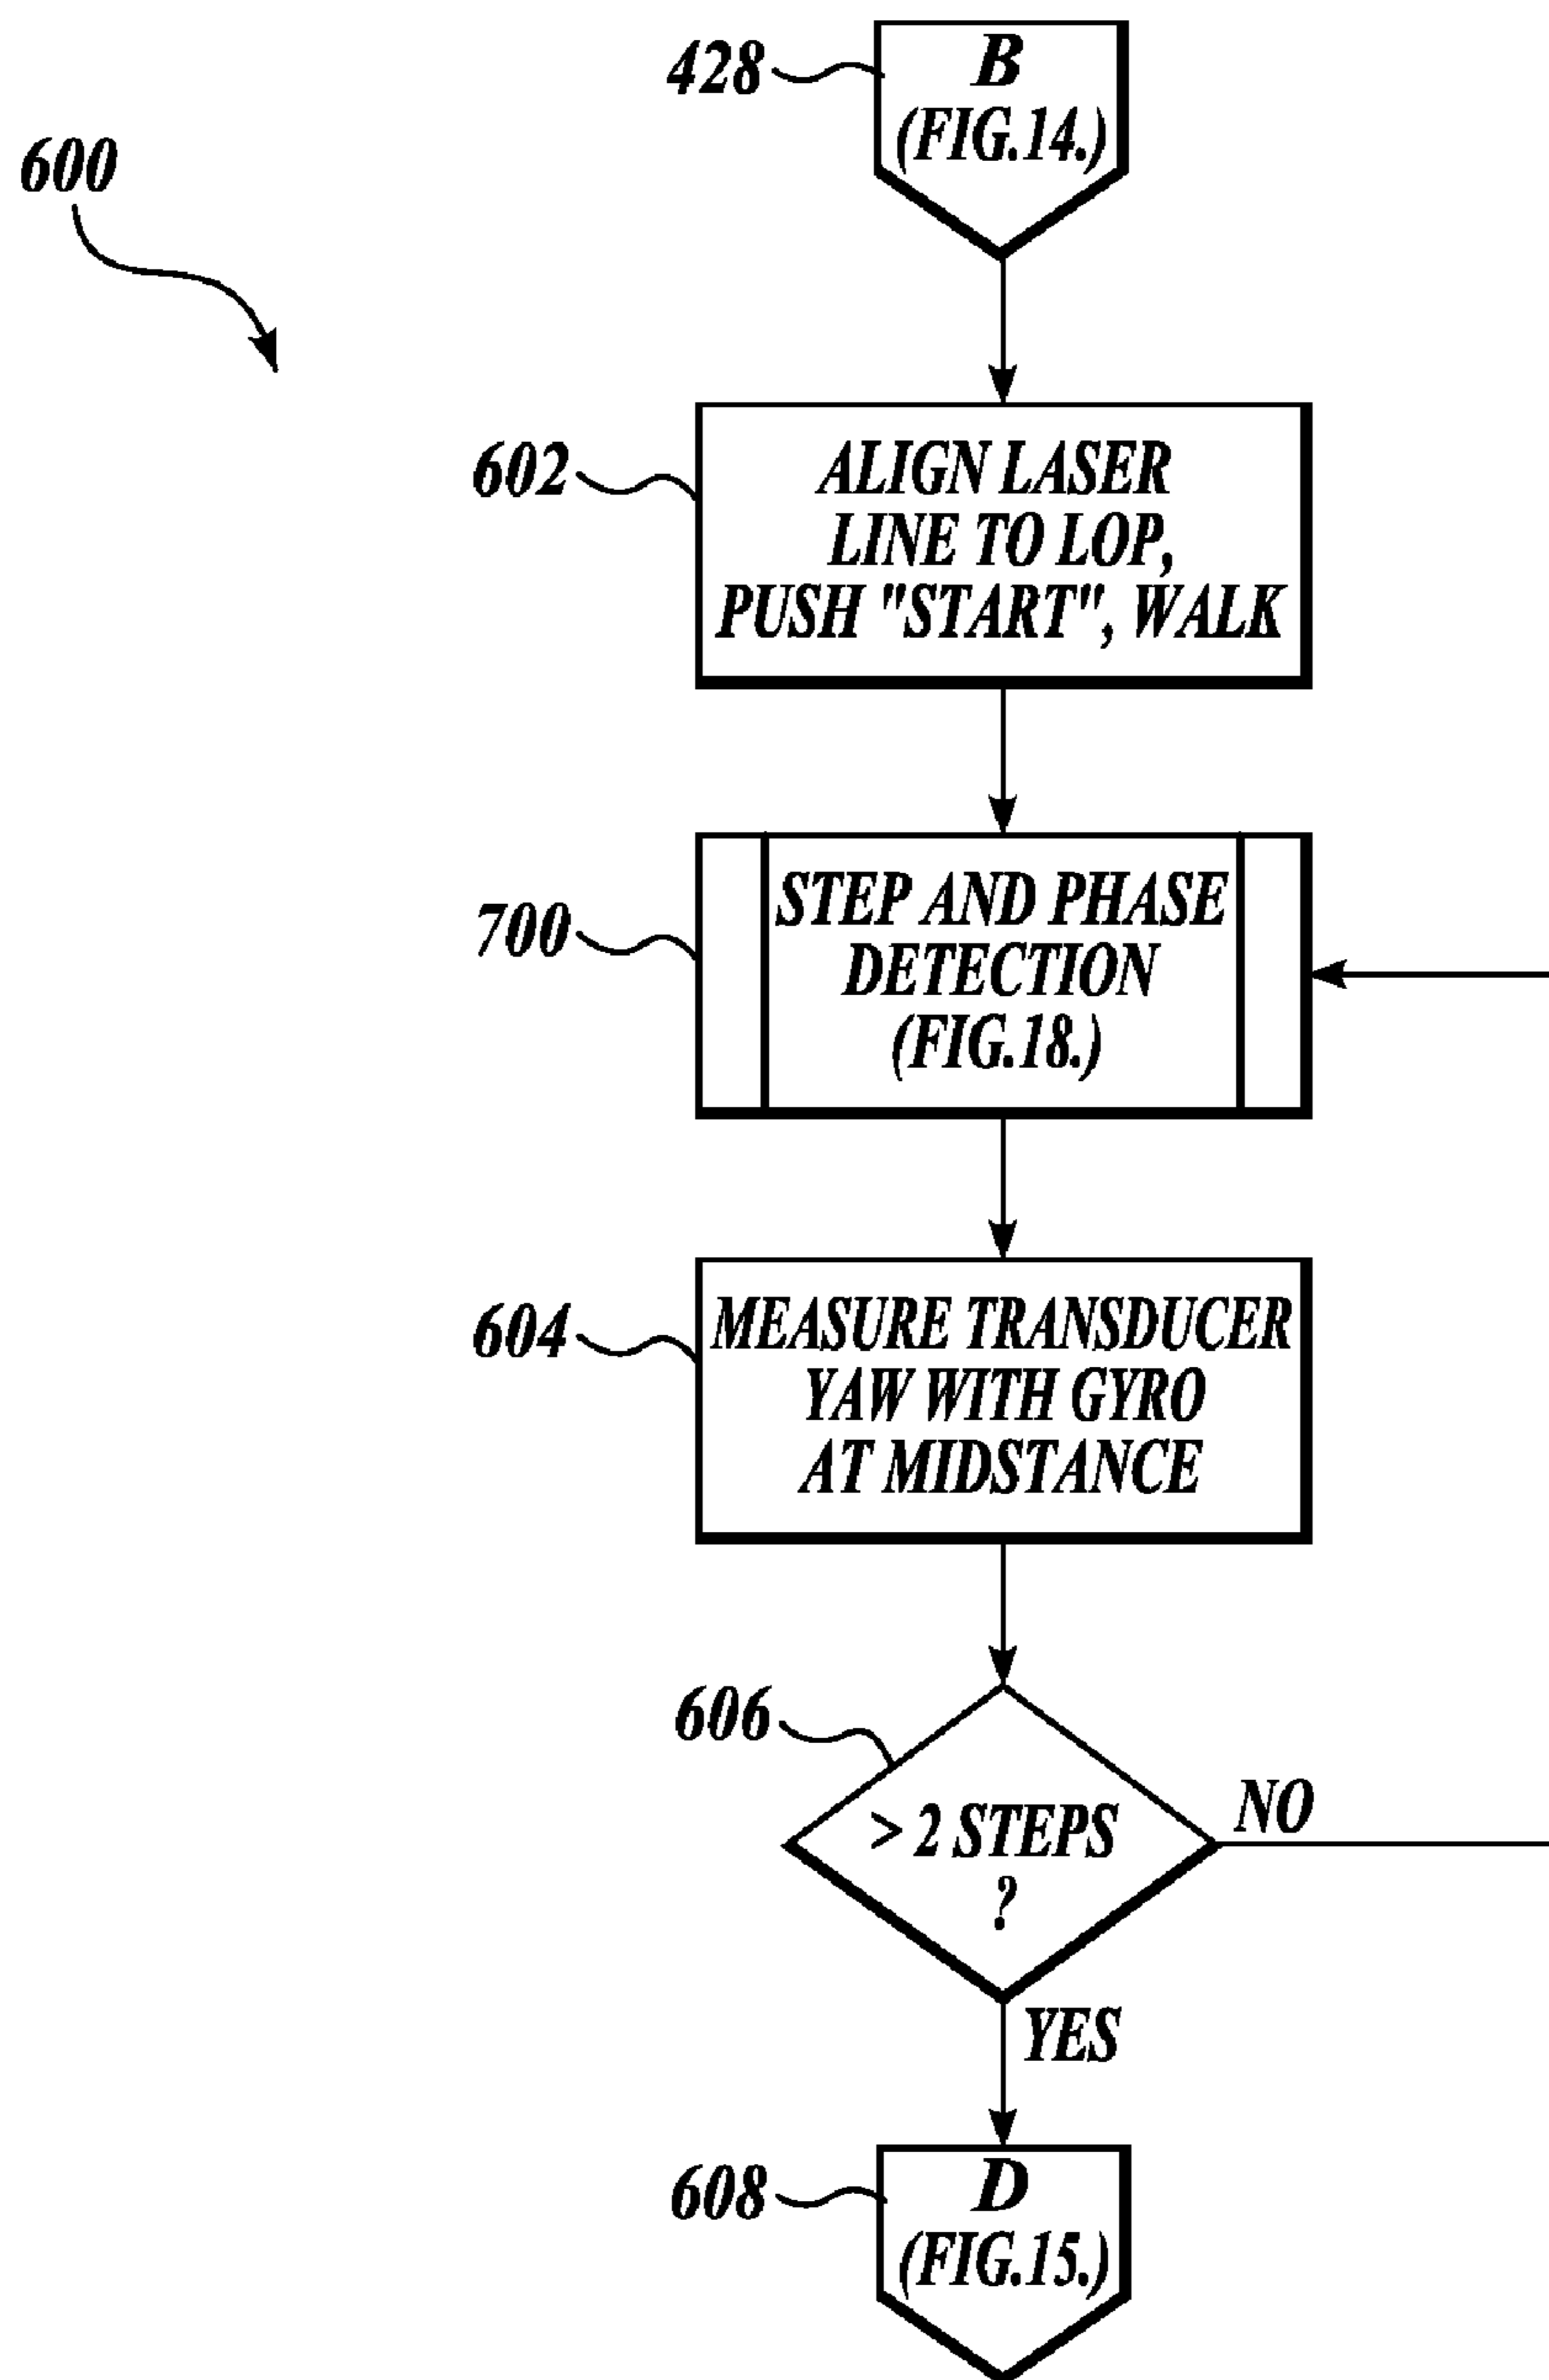 428
B
(FIG.14.)
600
602
ALIGN LASER
LINE TO LOP,
PUSH "START", WALK
700
STEP AND PHASE
DETECTION
(FIG.18.)
604
MEASURE TRANSDUCER
YAW WITH GYRO
AT MIDSTANCE
606
> 2 STEPS
?
NO
YES
608
D
(FIG.15.)